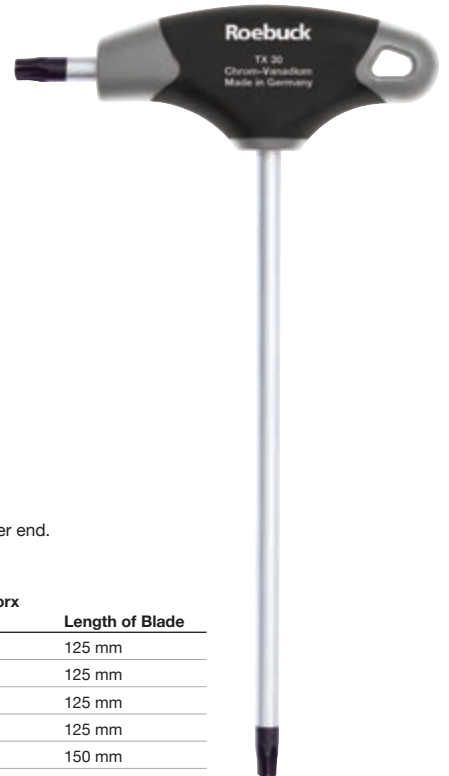 Roebuck
TX 30
Chrom-Vanadium
Made in Germany
er end.
orx
Length of Blade
125 mm
125 mm
125 mm
125 mm
150 mm